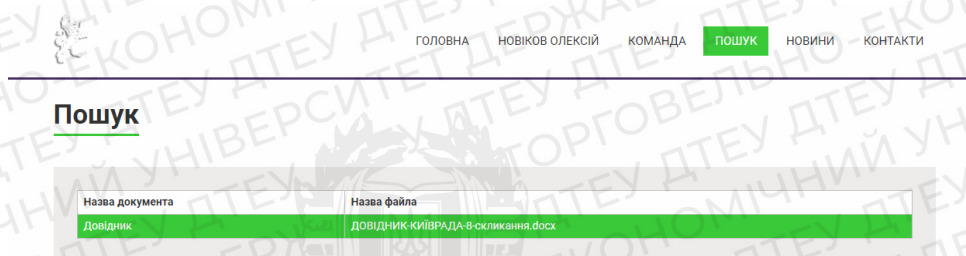 ГОЛОВНА НОВІКОВ ОЛЕКСІЙ КОМАНДА ПОШУК НОВИНИ КОНТАКТИ
Пошук
Назва документа Назва файла
Довідник ДОВІДНИК-КИЇВРАДА-8-скликання.docx